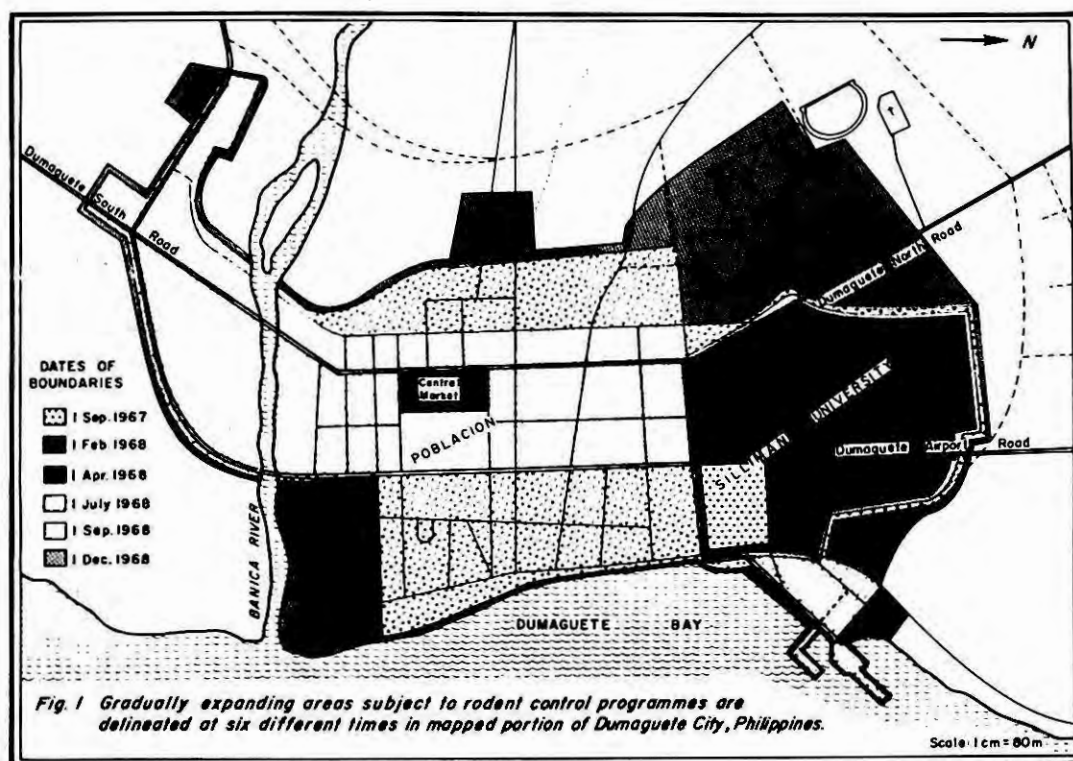 N
Dumaguete
South
Road
Dumaguete North Road
DATES OF
BOUNDARIES
1 Sep. 1967
1 Feb 1968
1 Apr. 1968
1 July 1968
1 Sep. 1968
1 Dec. 1968
Central
Market
POBLACION
SILLIMAN UNIVERSITY
Dumaguete Airport Road
BANICA RIVER
DUMAGUETE BAY
Fig. 1 Gradually expanding areas subject to rodent control programmes are
delineated at six different times in mapped portion of Dumaguete City, Philippines.
Scale: 1 cm = 80m